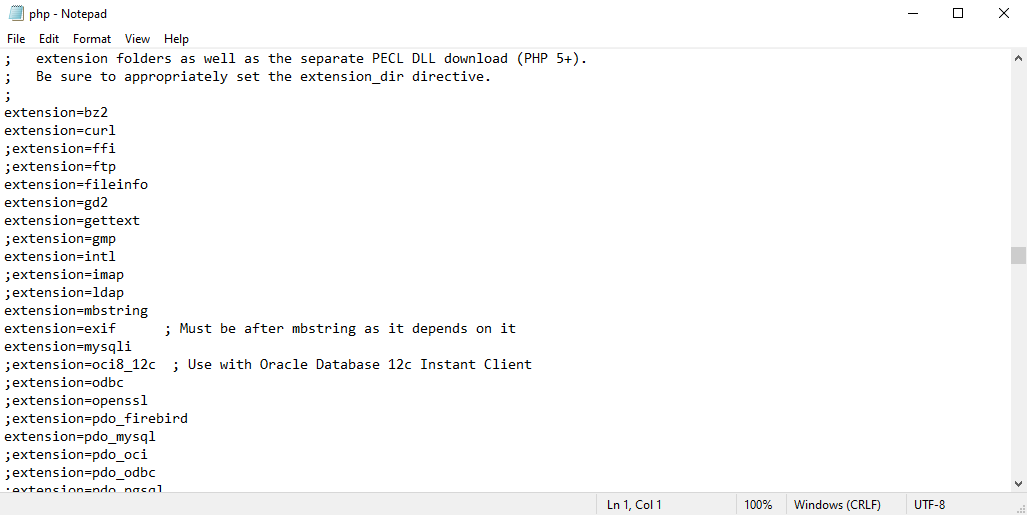 php - Notepad
File Edit Format View Help
;   extension folders as well as the separate PECL DLL download (PHP 5+).
;   Be sure to appropriately set the extension_dir directive.
;
extension=bz2
extension=curl
;extension=ffi
;extension=ftp
extension=fileinfo
extension=gd2
extension=gettext
;extension=gmp
extension=intl
;extension=imap
;extension=ldap
extension=mbstring
extension=exif      ; Must be after mbstring as it depends on it
extension=mysqli
;extension=oci8_12c  ; Use with Oracle Database 12c Instant Client
;extension=odbc
;extension=openssl
;extension=pdo_firebird
extension=pdo_mysql
;extension=pdo_oci
;extension=pdo_odbc
;extension=pdo_pgsql
Ln 1, Col 1 100% Windows (CRLF) UTF-8